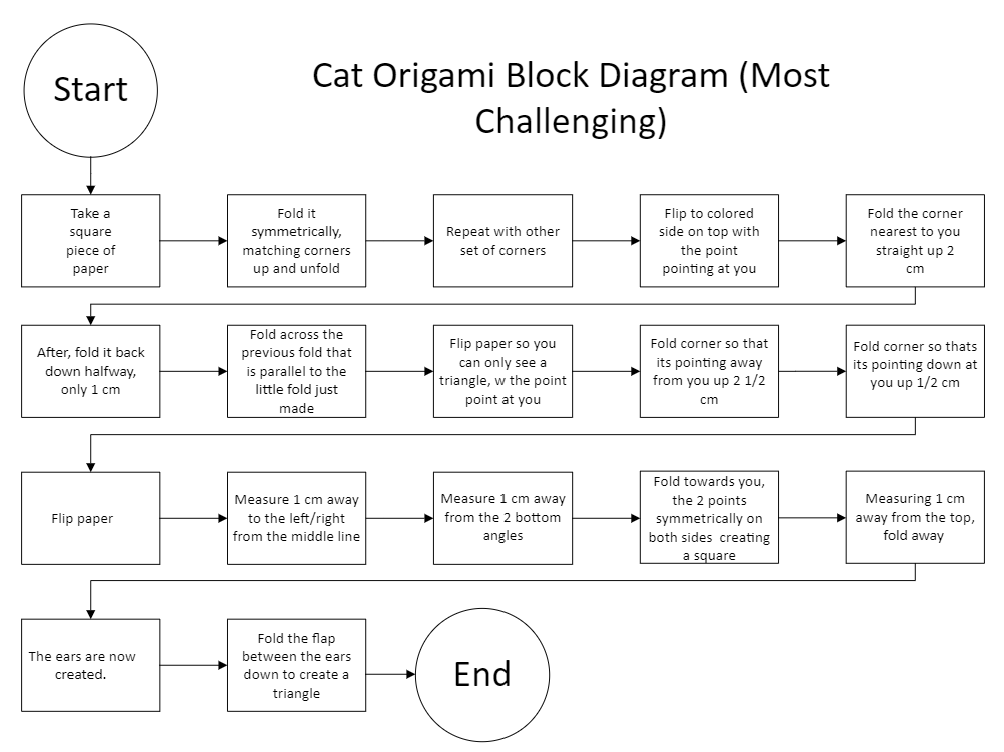 Start
Cat Origami Block Diagram (Most
Challenging)
Take a
square
piece of
paper
Fold it
symmetrically,
matching corners
up and unfold
Repeat with other
set of corners
Flip to colored
side on top with
the point
pointing at you
Fold the corner
nearest to you
straight up 2
cm
After, fold it back
down halfway,
only 1 cm
Fold across the
previous fold that
is parallel to the
little fold just
made
Flip paper so you
can only see a
triangle, w the point
point at you
Fold corner so that
its pointing away
from you up 2 1/2
cm
Fold corner so thats
its pointing down at
you up 1/2 cm
Flip paper
Measure 1 cm away
to the left/right
from the middle line
Measure 1 cm away
from the 2 bottom
angles
Fold towards you,
the 2 points
symmetrically on
both sides creating
a square
Measuring 1 cm
away from the top,
fold away
The ears are now
created.
Fold the flap
between the ears
down to create a
triangle
End